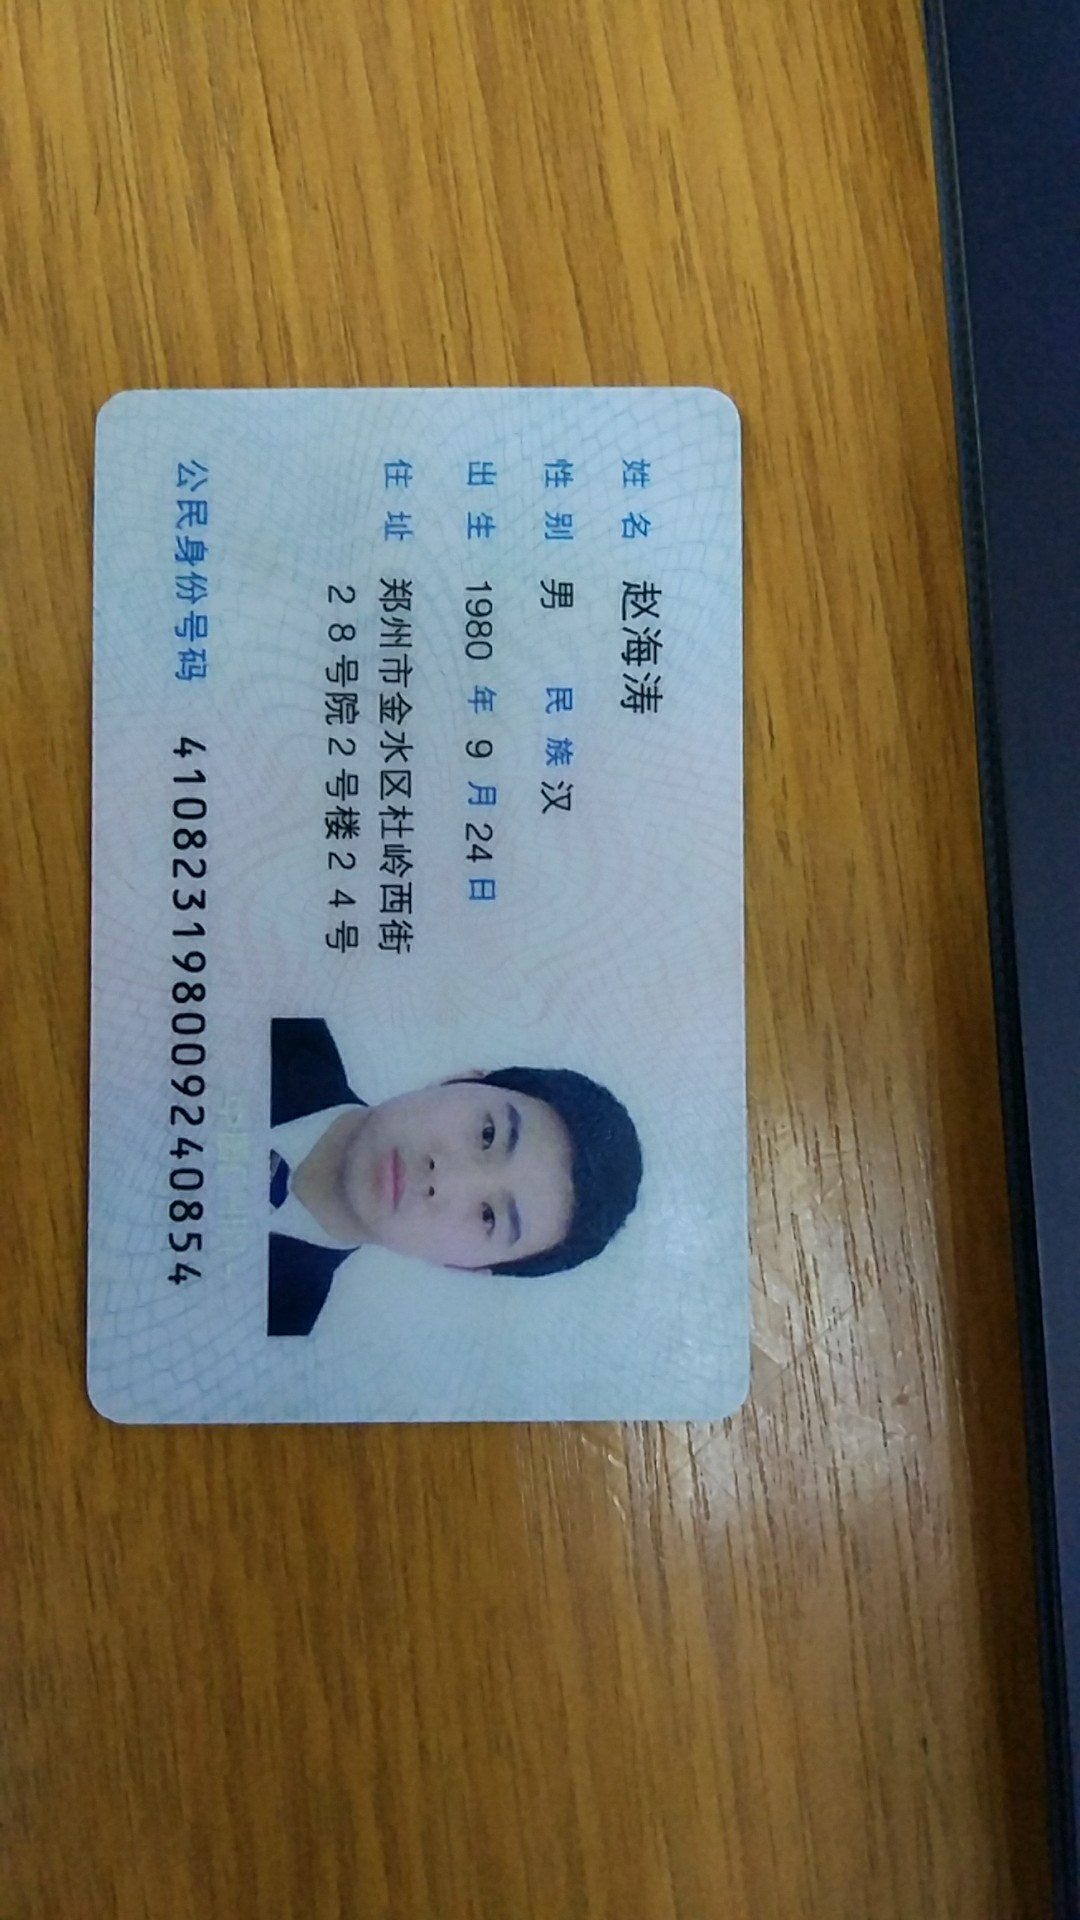 姓名 赵海涛
性别 男 民族 汉
出生 1980 年 9 月 24 日
住址 郑州市金水区杜岭西街
28号院2号楼24号
公民身份号码 410823198009240854